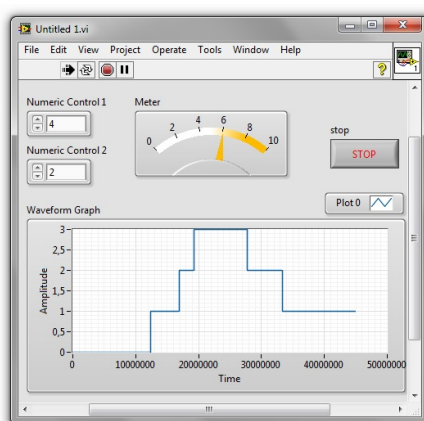 Untitled 1.vi
File Edit View Project Operate Tools Window Help
1
Numeric Control 1
4
Numeric Control 2
2
Meter
0 2 4 6 8 10
stop
STOP
Plot 0
Waveform Graph
Amplitude
3
2,5
2
1,5
1
0,5
0
0 10000000 20000000 30000000 40000000 50000000
Time